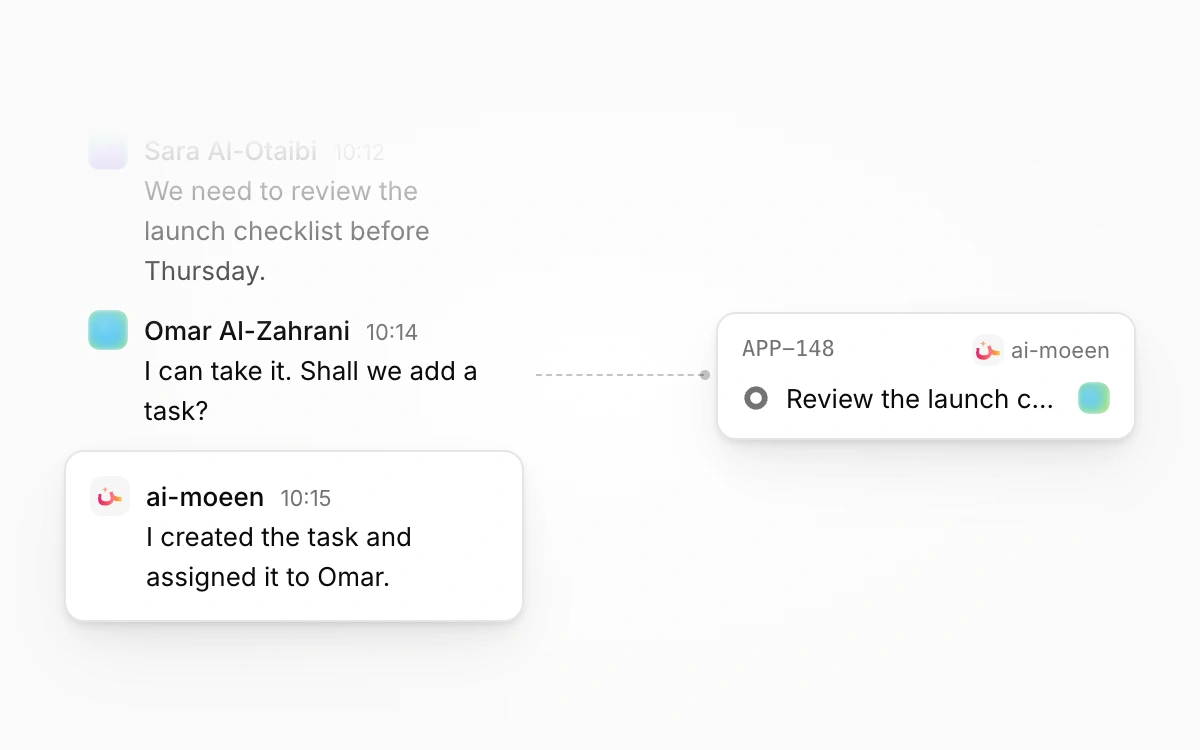 Sara Al-Otaibi 10:12
We need to review the
launch checklist before
Thursday.
Omar Al-Zahrani 10:14
I can take it. Shall we add a
task?
ai-moeen 10:15
I created the task and
assigned it to Omar.
APP–148 ai-moeen
Review the launch c...